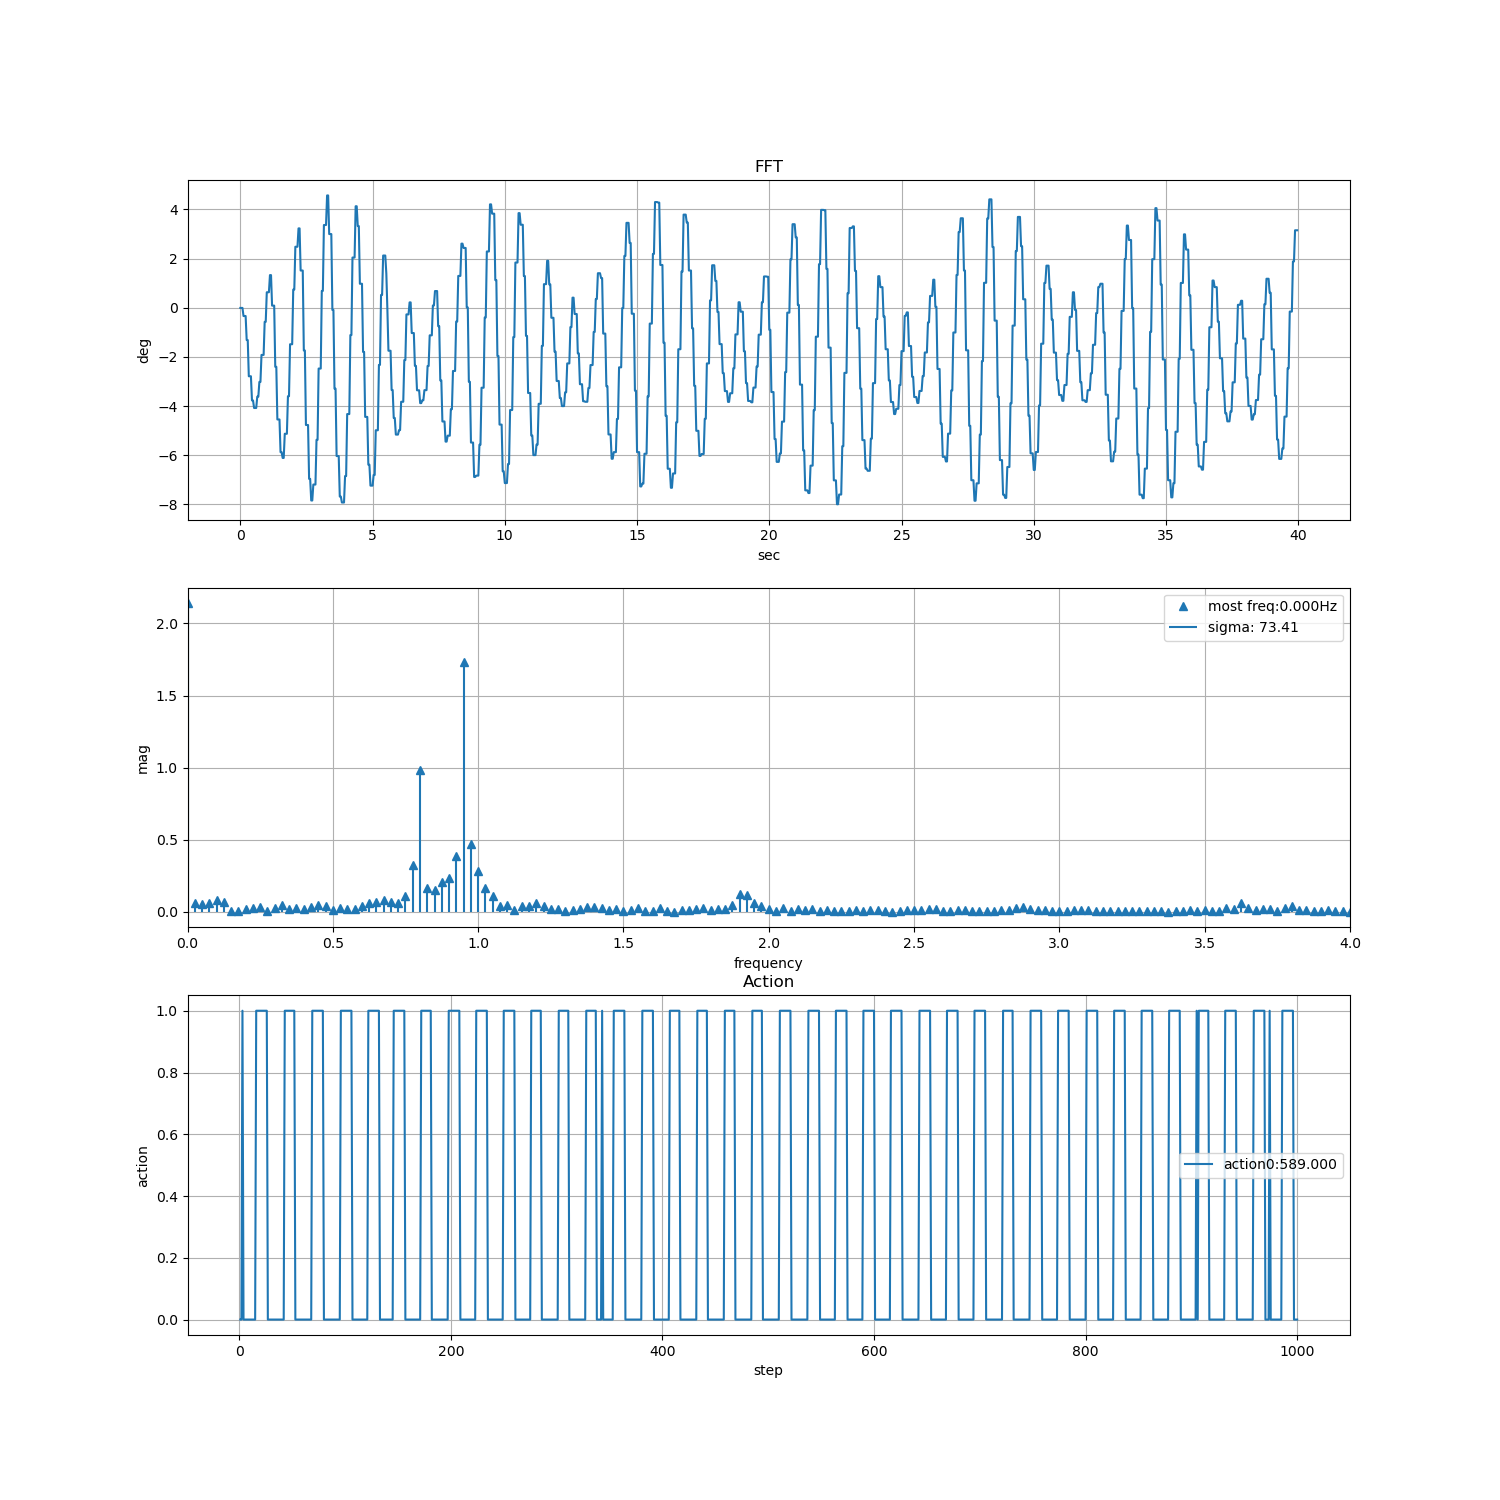 FFT
4
2
0
−2
−4
−6
−8
deg
0 5 10 15 20 25 30 35 40
sec
2.0
1.5
1.0
0.5
0.0
mag
most freq:0.000Hz
sigma: 73.41
0.0 0.5 1.0 1.5 2.0 2.5 3.0 3.5 4.0
frequency
Action
1.0
0.8
0.6
0.4
0.2
0.0
action
action0:589.000
0 200 400 600 800 1000
step